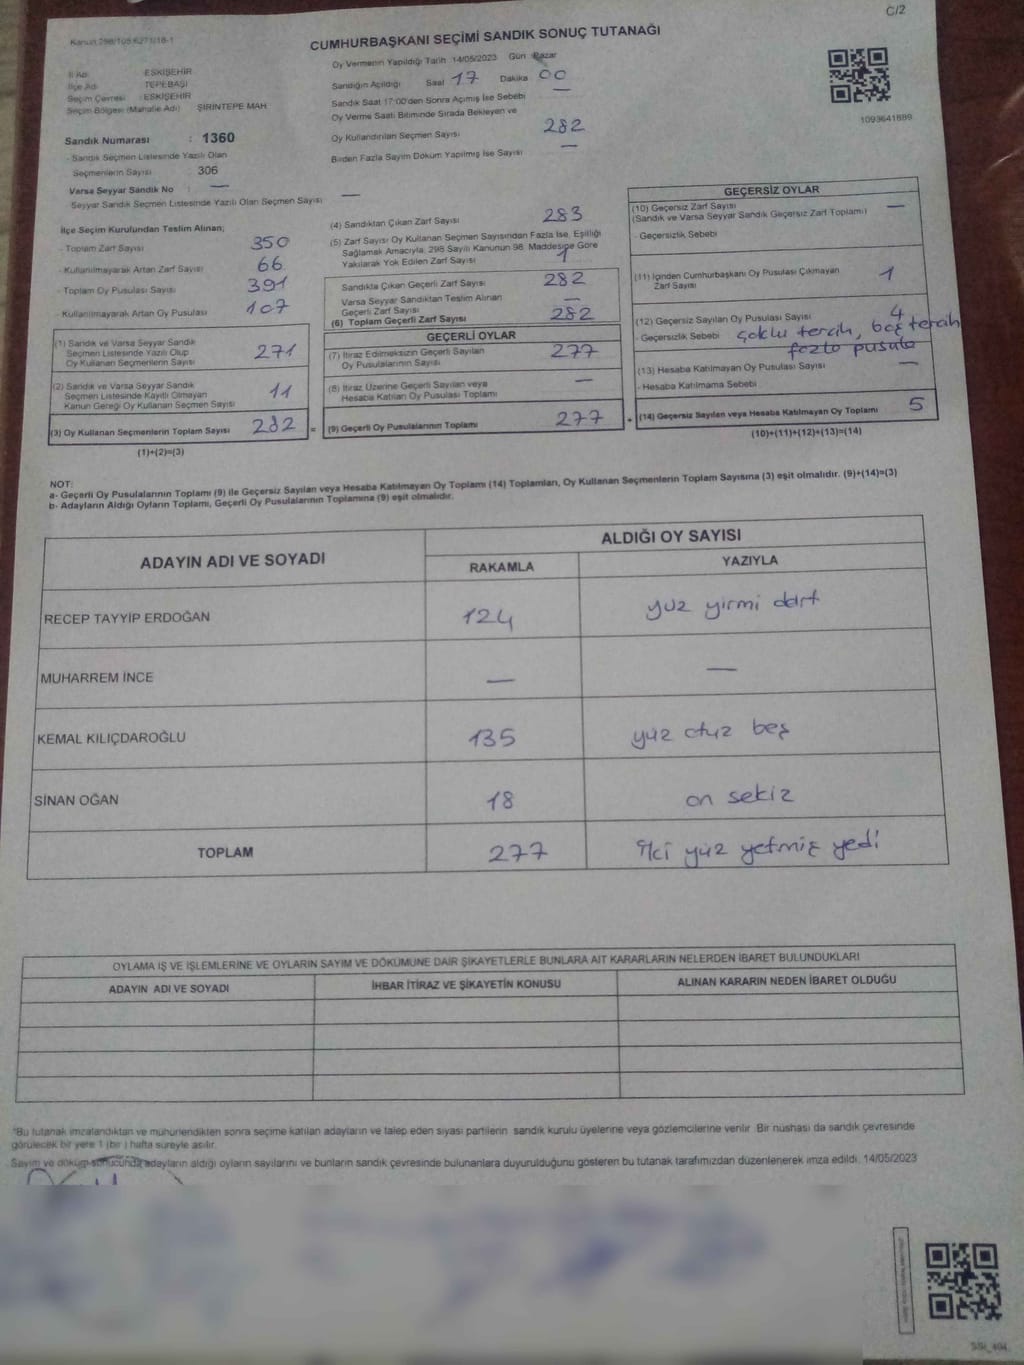 C/2
Kanun 298/105 6271/18-1
CUMHURBAŞKANI SEÇİMİ SANDIK SONUÇ TUTANAĞI
İl Adı : ESKİŞEHİR
İlçe Adı : TEPEBAŞI
Seçim Çevresi : ESKİŞEHİR
Seçim Bölgesi (Mahalle Adı) ŞİRİNTEPE MAH
Sandık Numarası : 1360
- Sandık Seçmen Listesinde Yazılı Olan
Seçmenlerin Sayısı : 306
Varsa Seyyar Sandık No : —
Seyyar Sandık Seçmen Listesinde Yazılı Olan Seçmen Sayısı —
İlçe Seçim Kurulundan Teslim Alınan;
- Toplam Zarf Sayısı 350
- Kullanılmayarak Artan Zarf Sayısı 66
- Toplam Oy Pusulası Sayısı 391
- Kullanılmayarak Artan Oy Pusulası 107
Oy Vermenin Yapıldığı Tarih 14/05/2023 Gün Pazar
Sandığın Açıldığı Saat 17 Dakika 00
Sandık Saat 17:00'den Sonra Açımış İse Sebebi —
Oy Verme Saati Bitiminde Sırada Bekleyen ve
Oy Kullandırılan Seçmen Sayısı 282
Birden Fazla Sayım Döküm Yapılmış İse Sayısı —
1093641889
(4) Sandıktan Çıkan Zarf Sayısı 283
(5) Zarf Sayısı Oy Kullanan Seçmen Sayısından Fazla İse, Eşitliği
Sağlamak Amacıyla, 298 Sayılı Kanunun 98. Maddesine Göre
Yakılarak Yok Edilen Zarf Sayısı 1
Sandıkta Çıkan Geçerli Zarf Sayısı 282
Varsa Seyyar Sandıktan Teslim Alınan
Geçerli Zarf Sayısı —
(6) Toplam Geçerli Zarf Sayısı 282
GEÇERSİZ OYLAR
(10) Geçersiz Zarf Sayısı —
(Sandık ve Varsa Seyyar Sandık Geçersiz Zarf Toplamı)
- Geçersizlik Sebebi
(11) İçinden Cumhurbaşkanı Oy Pusulası Çıkmayan
Zarf Sayısı 1
(12) Geçersiz Sayılan Oy Pusulası Sayısı 4
- Geçersizlik Sebebi çoklu tercih, boş tercih
fazla pusula
(13) Hesaba Katılmayan Oy Pusulası Sayısı —
- Hesaba Katılmama Sebebi
(14) Geçersiz Sayılan veya Hesaba Katılmayan Oy Toplamı 5
(10)+(11)+(12)+(13)=(14)
(1) Sandık ve Varsa Seyyar Sandık
Seçmen Listesinde Yazılı Olup
Oy Kullanan Seçmenlerin Sayısı 271
(2) Sandık ve Varsa Seyyar Sandık
Seçmen Listesinde Kayıtlı Olmayan
Kanun Gereği Oy Kullanan Seçmen Sayısı 11
(3) Oy Kullanan Seçmenlerin Toplam Sayısı 282 =
(1)+(2)=(3)
GEÇERLİ OYLAR
(7) İtiraz Edilmeksizin Geçerli Sayılan
Oy Pusulalarının Sayısı 277
(8) İtiraz Üzerine Geçerli Sayılan veya
Hesaba Katılan Oy Pusulası Toplamı —
(9) Geçerli Oy Pusulalarının Toplamı 277 +
NOT:
a- Geçerli Oy Pusulalarının Toplamı (9) ile Geçersiz Sayılan veya Hesaba Katılmayan Oy Toplamı (14) Toplamları, Oy Kullanan Seçmenlerin Toplam Sayısına (3) eşit olmalıdır. (9)+(14)=(3)
b- Adayların Aldığı Oyların Toplamı, Geçerli Oy Pusulalarının Toplamına (9) eşit olmalıdır.
ADAYIN ADI VE SOYADI
ALDIĞI OY SAYISI
RAKAMLA YAZIYLA
RECEP TAYYİP ERDOĞAN 124 yüz yirmi dört
MUHARREM İNCE — —
KEMAL KILIÇDAROĞLU 135 yüz otuz beş
SİNAN OĞAN 18 on sekiz
TOPLAM 277 iki yüz yetmiş yedi
OYLAMA İŞ VE İŞLEMLERİNE VE OYLARIN SAYIM VE DÖKÜMÜNE DAİR ŞİKAYETLERLE BUNLARA AİT KARARLARIN NELERDEN İBARET BULUNDUKLARI
ADAYIN ADI VE SOYADI İHBAR İTİRAZ VE ŞİKAYETİN KONUSU ALINAN KARARIN NEDEN İBARET OLDUĞU
*Bu tutanak imzalandıktan ve mühürlendikten sonra seçime katılan adayların ve talep eden siyasi partilerin sandık kurulu üyelerine veya gözlemcilerine verilir. Bir nüshası da sandık çevresinde
görülecek bir yere 1 (bir ) hafta süreyle asılır.
Sayım ve döküm sonucunda adayların aldığı oyların sayılarını ve bunların sandık çevresinde bulunanlara duyurulduğunu gösteren bu tutanak tarafımızdan düzenlenerek imza edildi. 14/05/2023